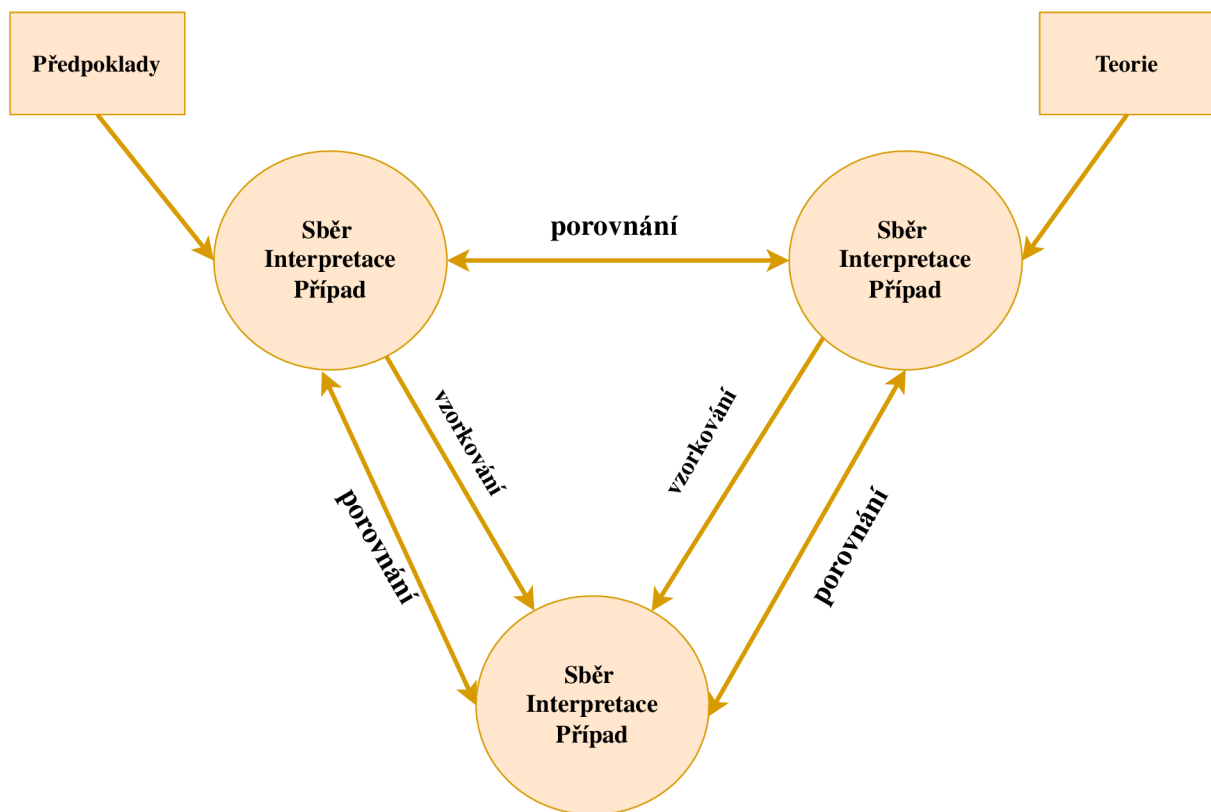 Předpoklady
Teorie
Sběr
Interpretace
Případ
porovnání
Sběr
Interpretace
Případ
vzorkování
vzorkování
porovnání
porovnání
Sběr
Interpretace
Případ